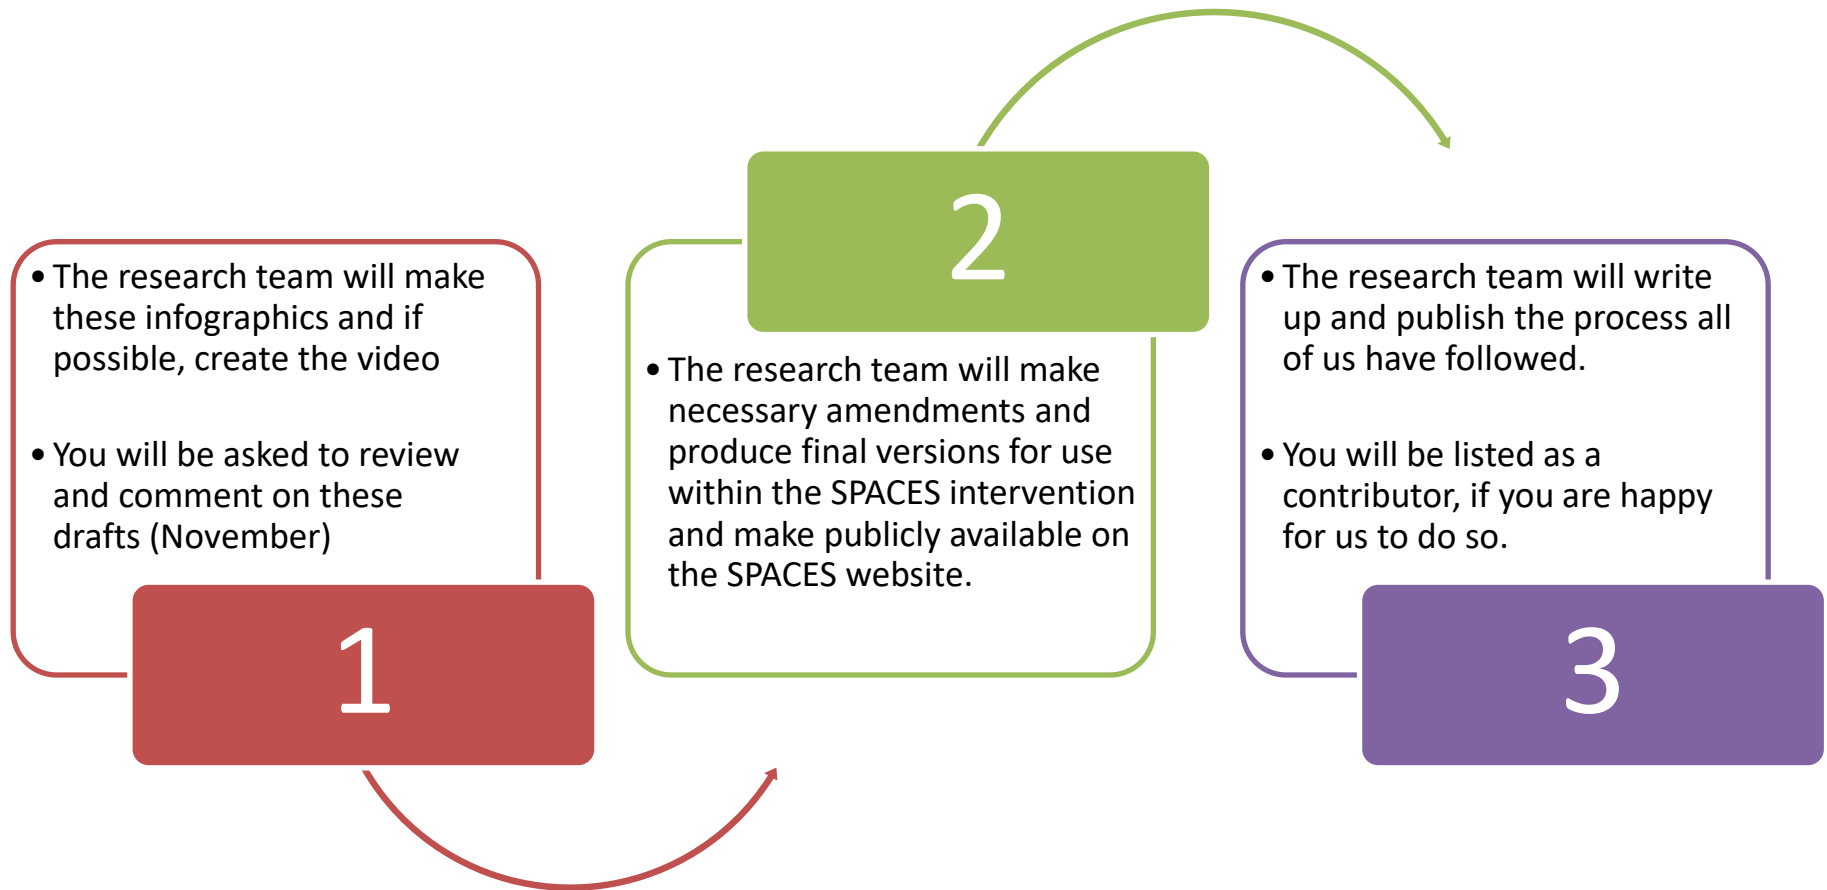 • The research team will make
these infographics and if
possible, create the video
• You will be asked to review
and comment on these
drafts (November)
1
2
• The research team will make
necessary amendments and
produce final versions for use
within the SPACES intervention
and make publicly available on
the SPACES website.
• The research team will write
up and publish the process all
of us have followed.
• You will be listed as a
contributor, if you are happy
for us to do so.
3